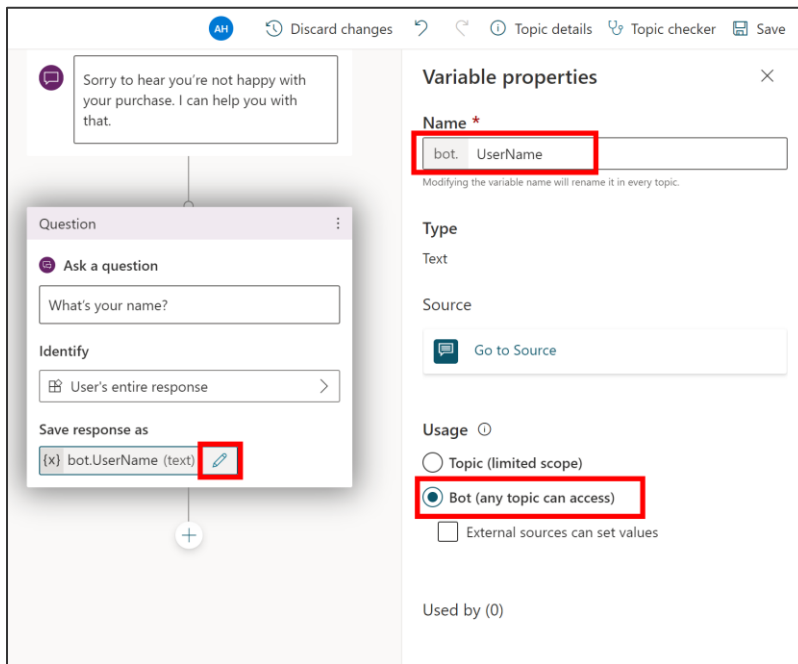 AH Discard changes Topic details Topic checker Save
Sorry to hear you're not happy with
your purchase. I can help you with
that.
Question
Ask a question
What's your name?
Identify
User's entire response
Save response as
{x} bot.UserName (text)
Variable properties
Name *
bot. UserName
Modifying the variable name will rename it in every topic.
Type
Text
Source
Go to Source
Usage
Topic (limited scope)
Bot (any topic can access)
External sources can set values
Used by (0)